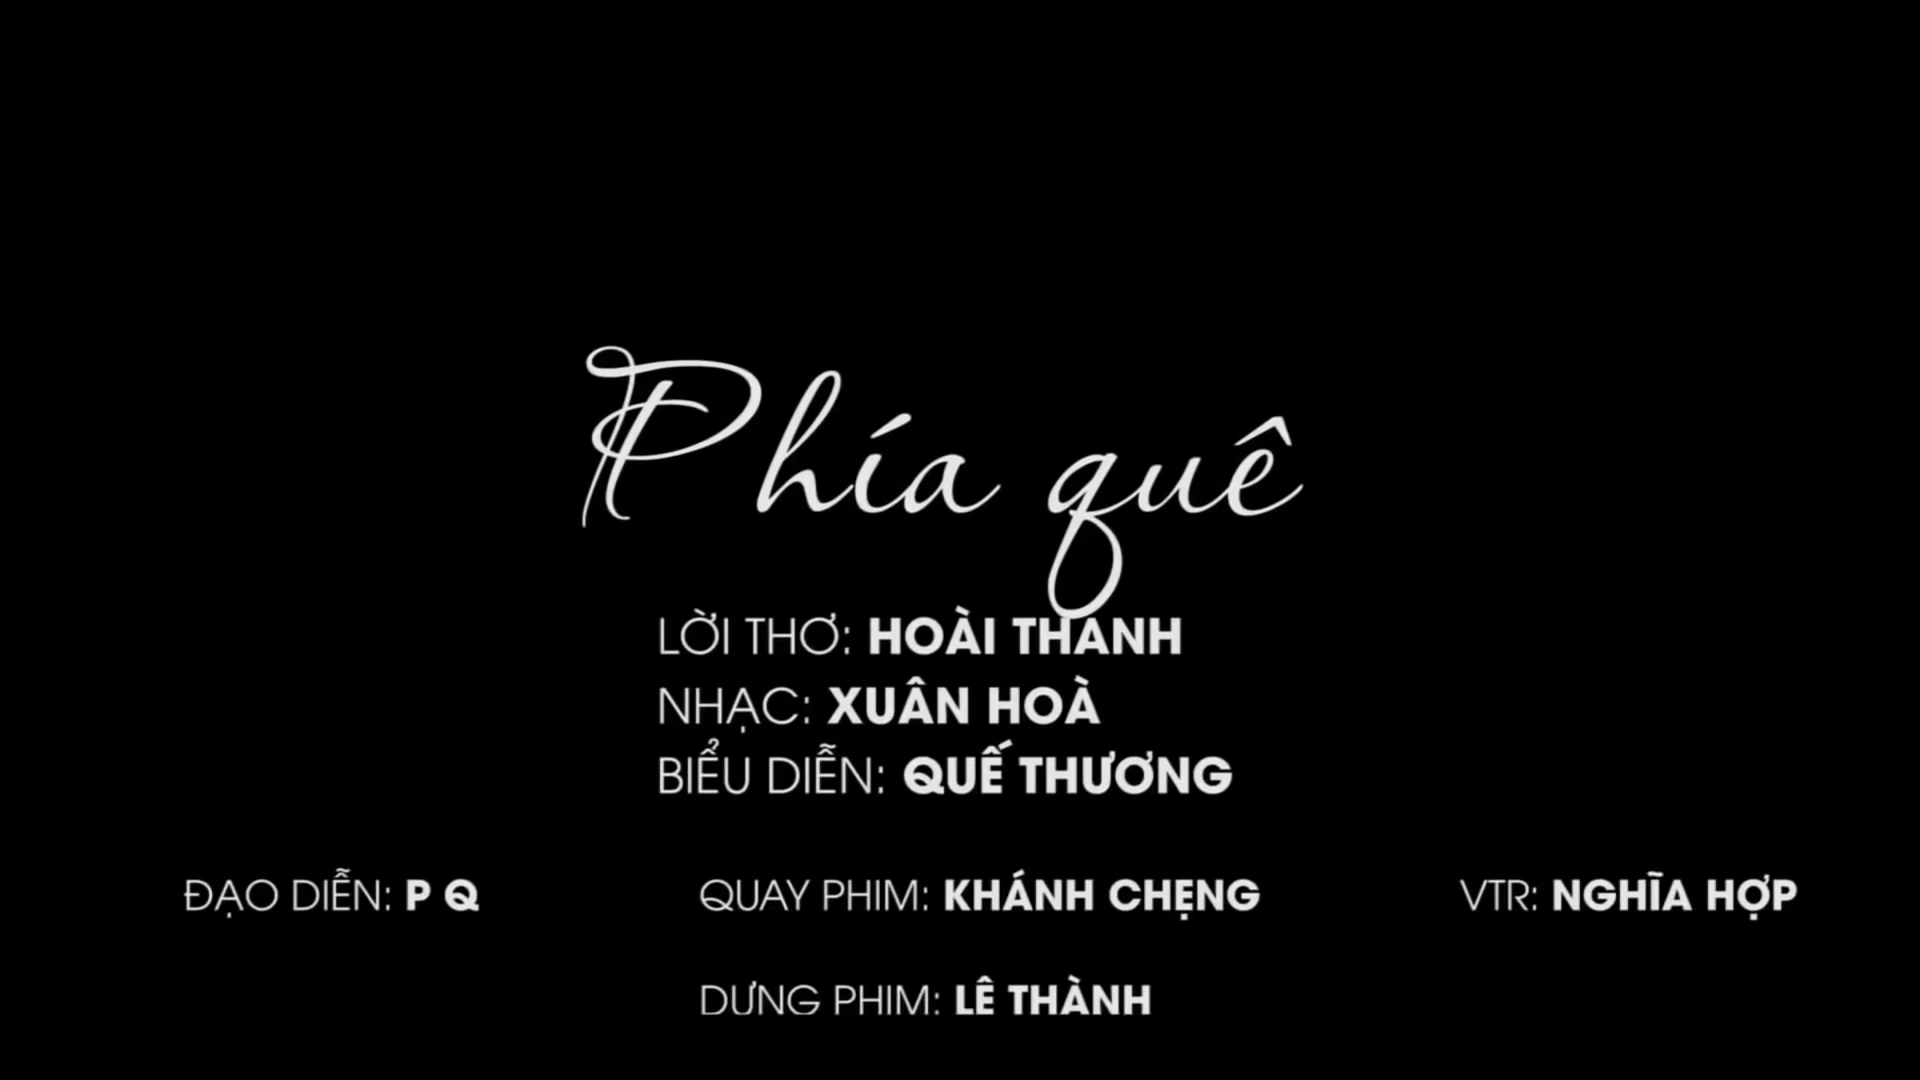 Phía quê
LỜI THƠ: HOÀI THANH
NHẠC: XUÂN HOÀ
BIỂU DIỄN: QUẾ THƯƠNG
ĐẠO DIỄN: P Q
QUAY PHIM: KHÁNH CHẸNG
VTR: NGHĨA HỢP
DỰNG PHIM: LÊ THÀNH